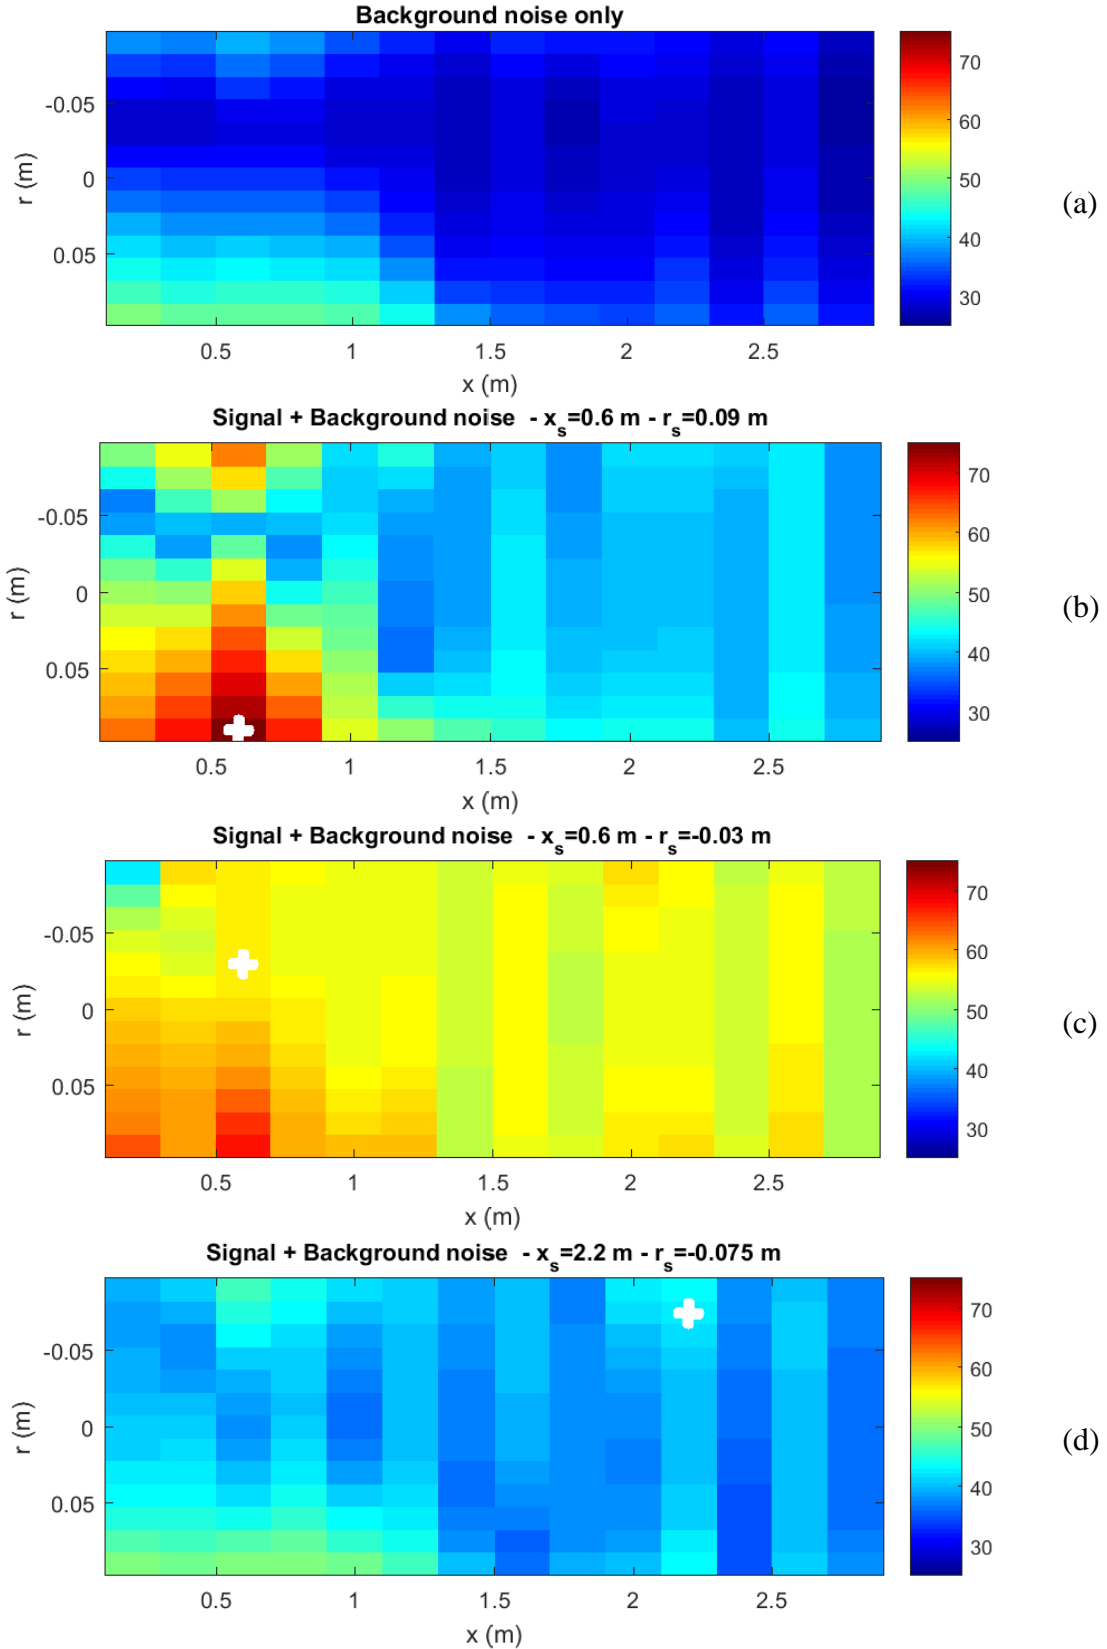 Background noise only
-0.05
0
0.05
r (m)
0.5 1 1.5 2 2.5
x (m)
70
60
50
40
30
(a)
Signal + Background noise - xs=0.6 m - rs=0.09 m
-0.05
0
0.05
r (m)
0.5 1 1.5 2 2.5
x (m)
70
60
50
40
30
(b)
Signal + Background noise - xs=0.6 m - rs=-0.03 m
-0.05
0
0.05
r (m)
0.5 1 1.5 2 2.5
x (m)
70
60
50
40
30
(c)
Signal + Background noise - xs=2.2 m - rs=-0.075 m
-0.05
0
0.05
r (m)
0.5 1 1.5 2 2.5
x (m)
70
60
50
40
30
(d)